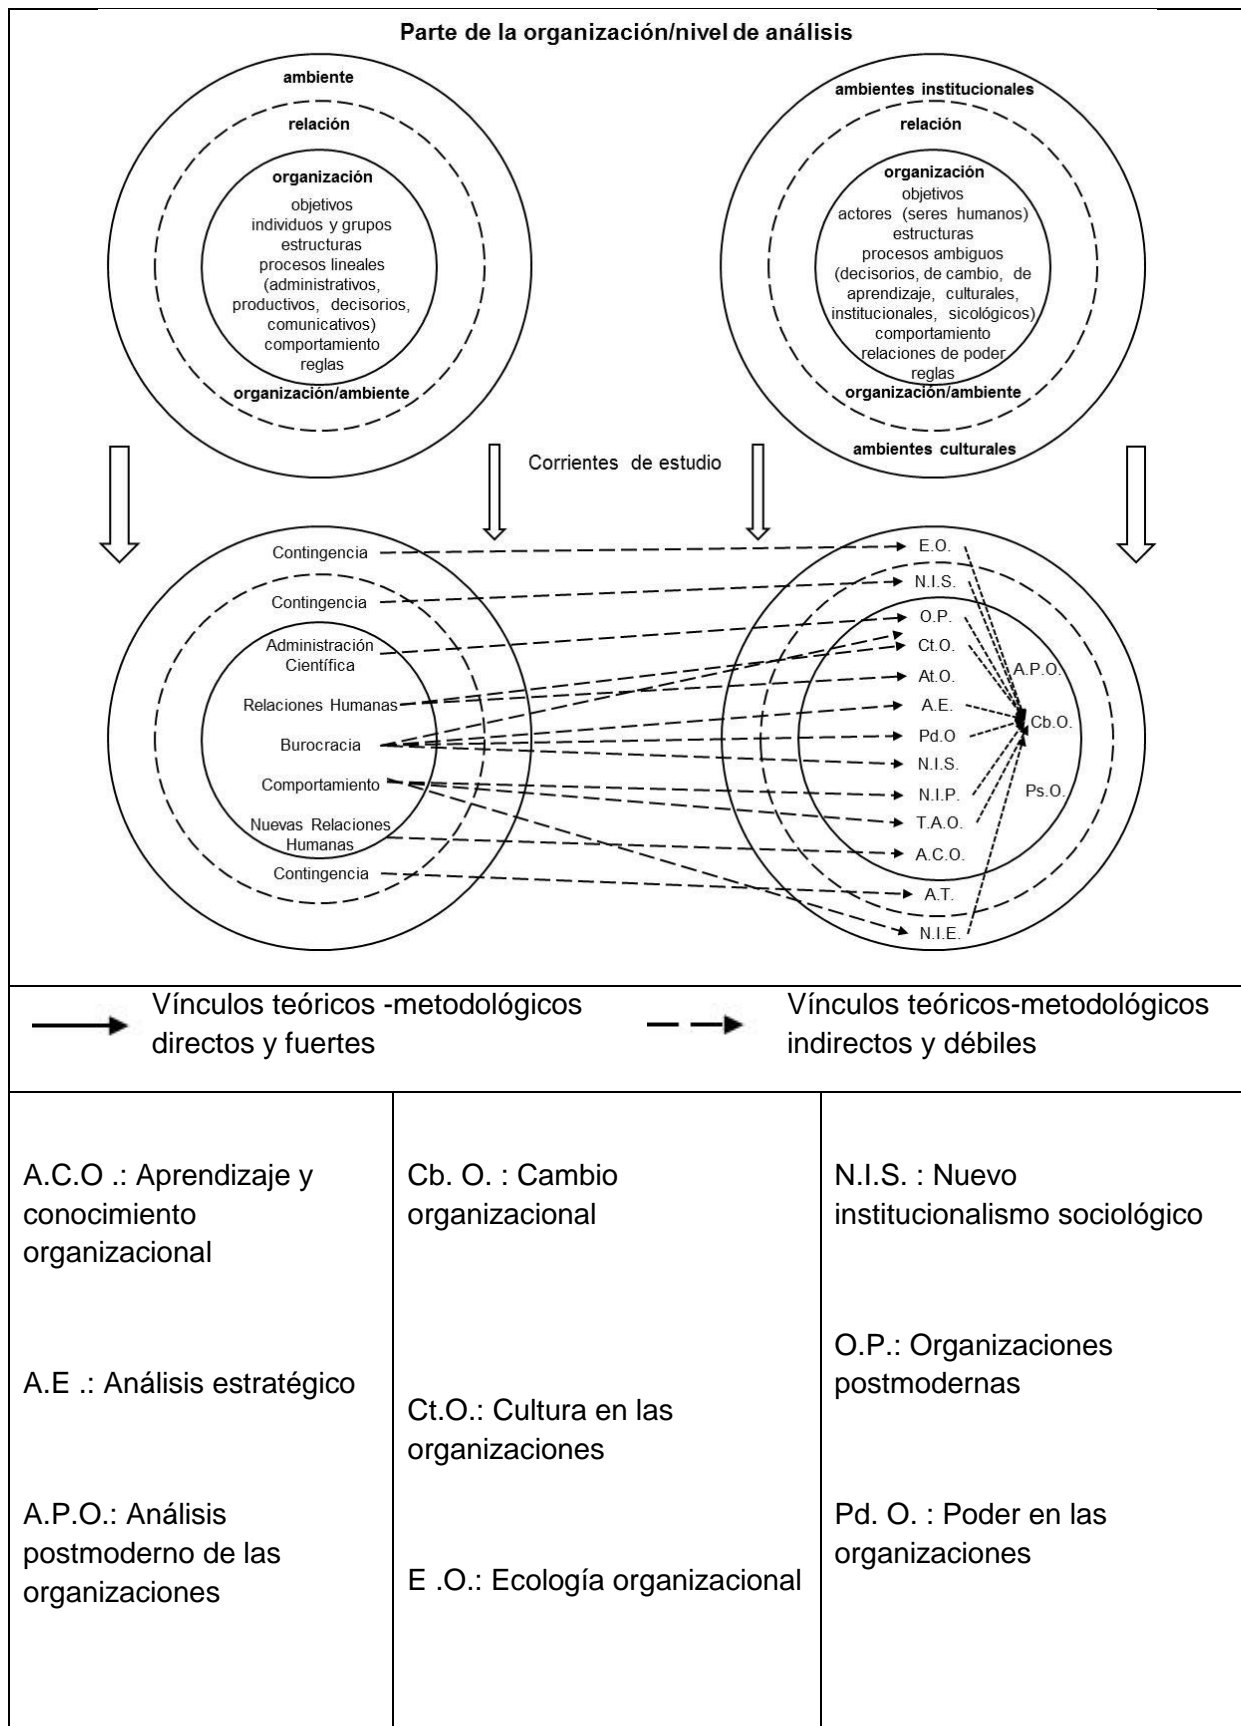 Parte de la organización/nivel de análisis
ambiente
relación
organización
objetivos
individuos y grupos
estructuras
procesos lineales
(administrativos,
productivos, decisorios,
comunicativos)
comportamiento
reglas
organización/ambiente
ambientes institucionales
relación
organización
objetivos
actores (seres humanos)
estructuras
procesos ambiguos
(decisorios, de cambio, de
aprendizaje, culturales,
institucionales, sicológicos)
comportamiento
relaciones de poder
reglas
organización/ambiente
ambientes culturales
Corrientes de estudio
Contingencia
Contingencia
Administración
Científica
Relaciones Humanas
Burocracia
Comportamiento
Nuevas Relaciones
Humanas
Contingencia
E.O.
N.I.S.
O.P.
Ct.O.
At.O.
A.E.
Pd.O
N.I.S.
N.I.P.
T.A.O.
A.C.O.
A.T.
N.I.E.
A.P.O.
Cb.O.
Ps.O.
Vínculos teóricos -metodológicos
directos y fuertes
Vínculos teóricos-metodológicos
indirectos y débiles
A.C.O .: Aprendizaje y
conocimiento
organizacional
A.E .: Análisis estratégico
A.P.O.: Análisis
postmoderno de las
organizaciones
Cb. O. : Cambio
organizacional
Ct.O.: Cultura en las
organizaciones
E .O.: Ecología organizacional
N.I.S. : Nuevo
institucionalismo sociológico
O.P.: Organizaciones
postmodernas
Pd. O. : Poder en las
organizaciones